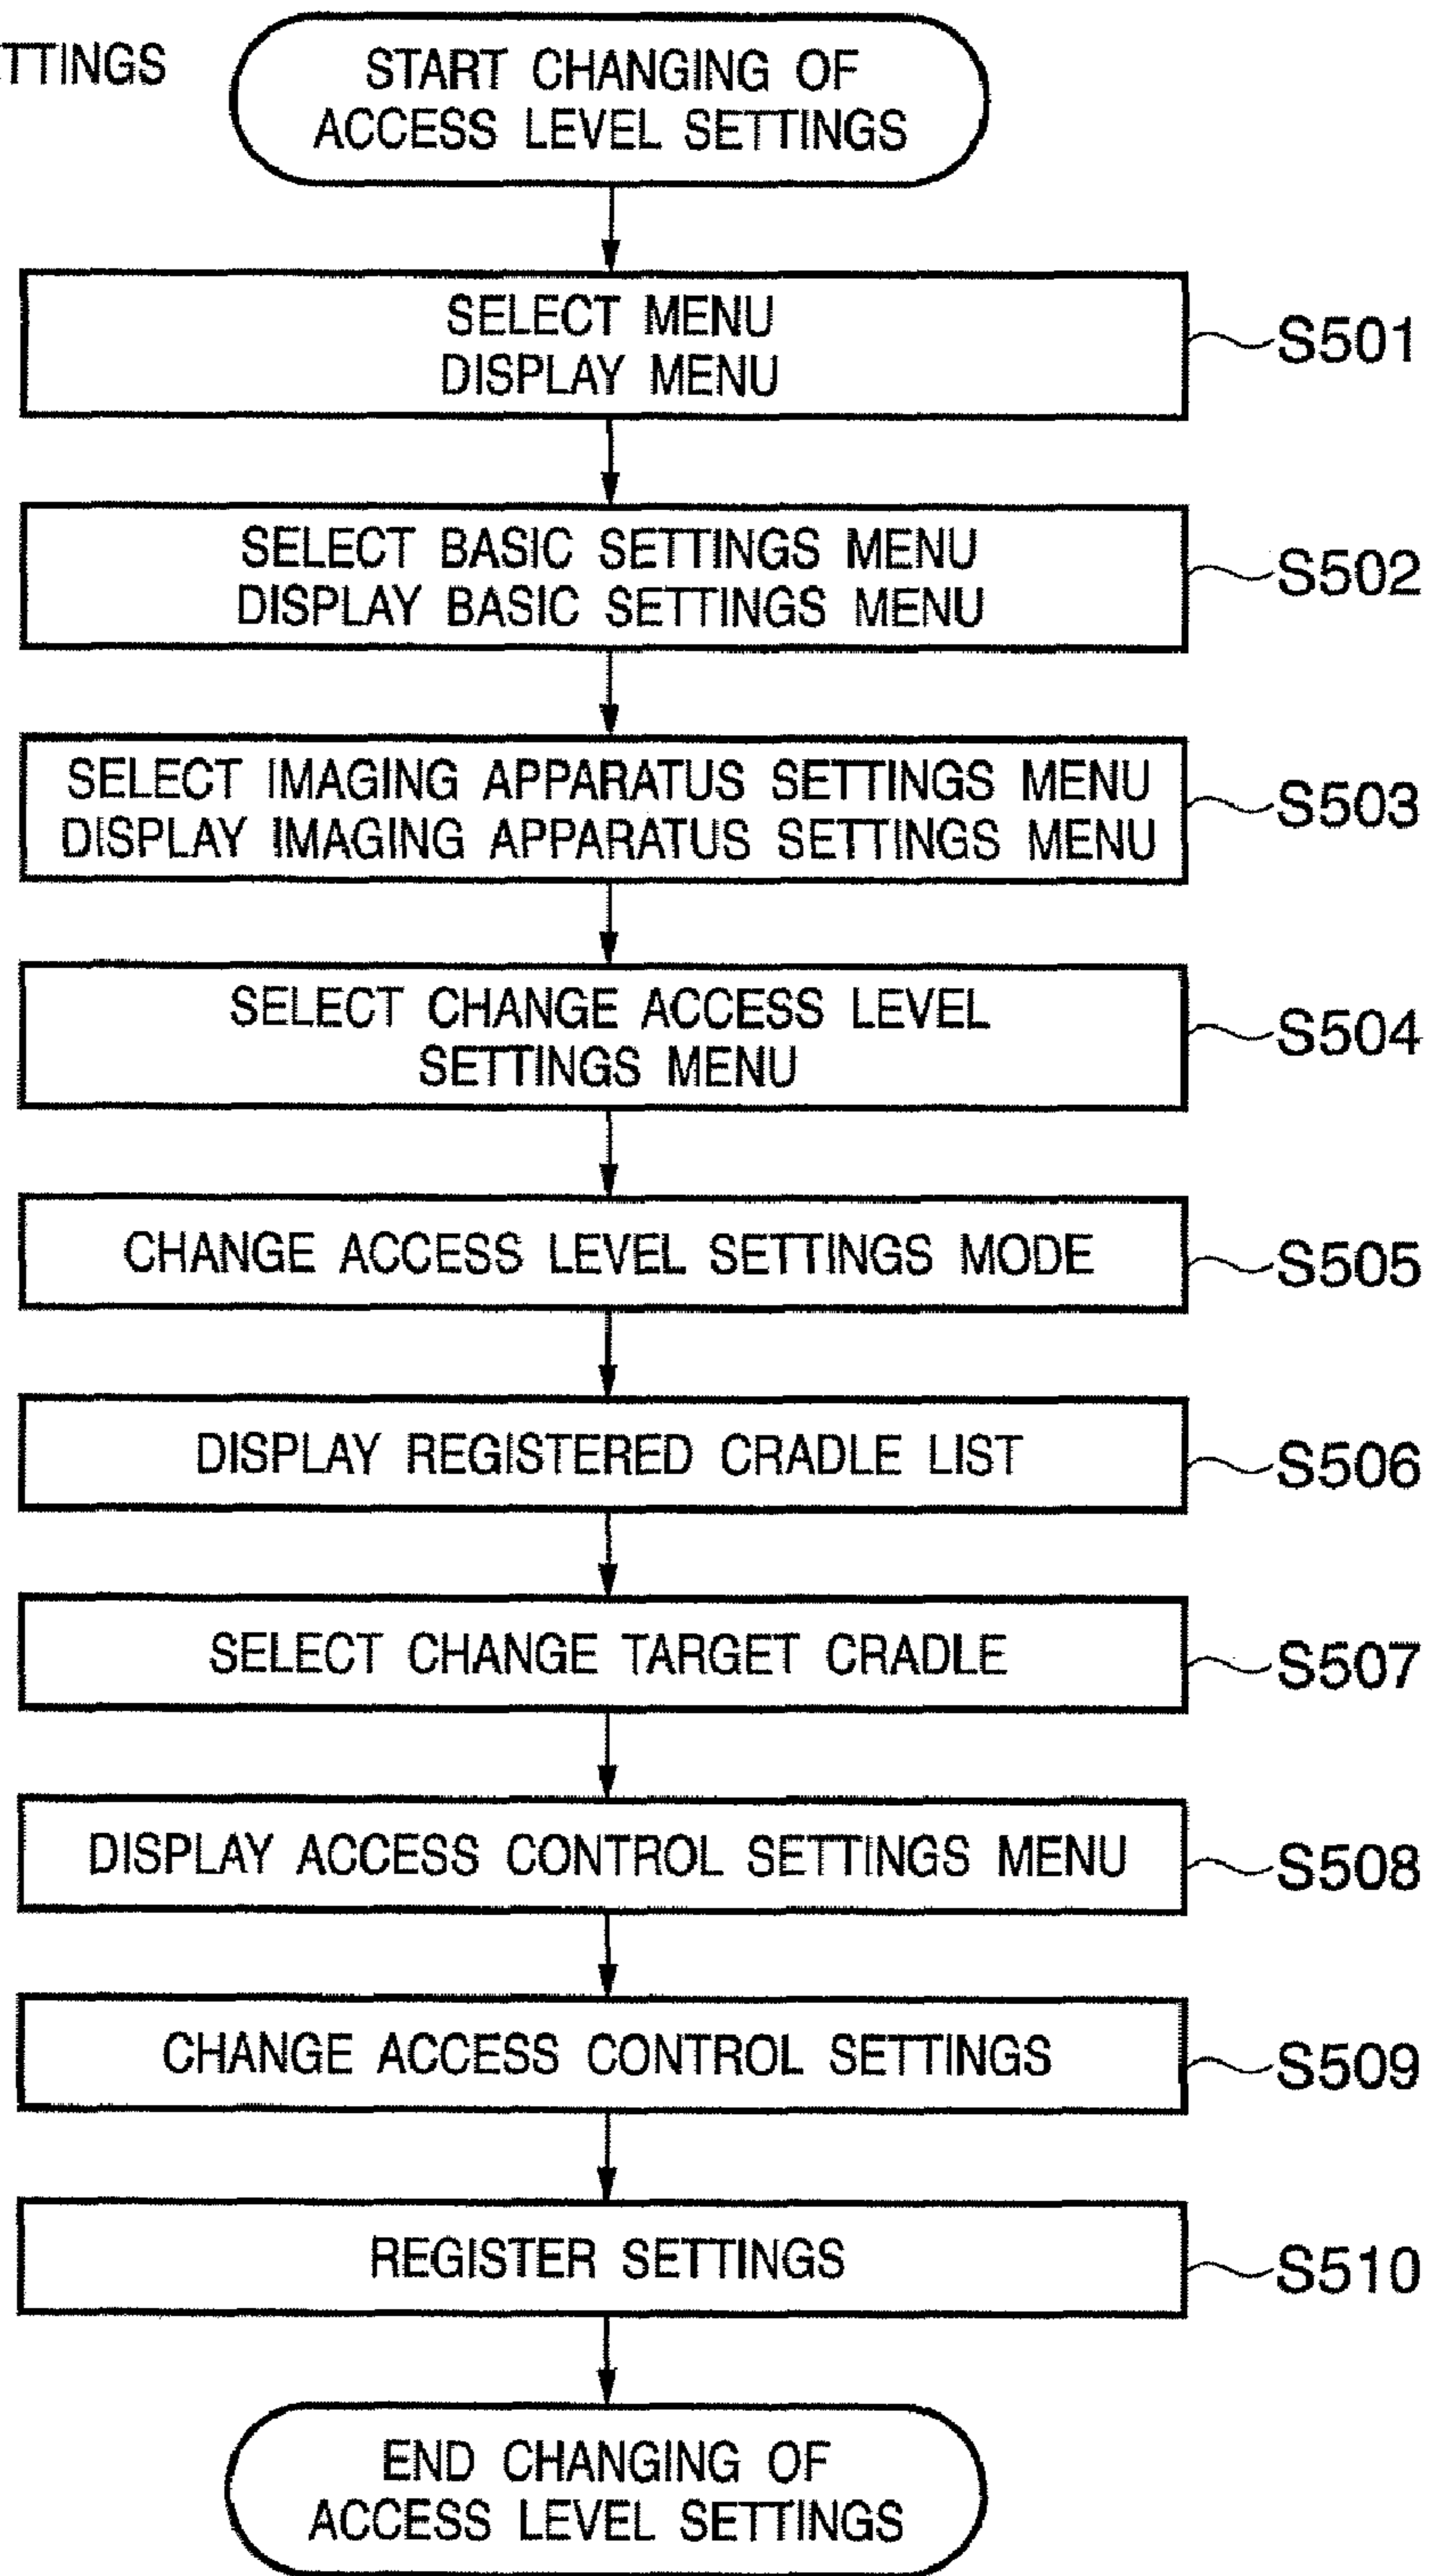 TTINGS
START CHANGING OF
ACCESS LEVEL SETTINGS
SELECT MENU
DISPLAY MENU
S501
SELECT BASIC SETTINGS MENU
DISPLAY BASIC SETTINGS MENU
S502
SELECT IMAGING APPARATUS SETTINGS MENU
DISPLAY IMAGING APPARATUS SETTINGS MENU
S503
SELECT CHANGE ACCESS LEVEL
SETTINGS MENU
S504
CHANGE ACCESS LEVEL SETTINGS MODE
S505
DISPLAY REGISTERED CRADLE LIST
S506
SELECT CHANGE TARGET CRADLE
S507
DISPLAY ACCESS CONTROL SETTINGS MENU
S508
CHANGE ACCESS CONTROL SETTINGS
S509
REGISTER SETTINGS
S510
END CHANGING OF
ACCESS LEVEL SETTINGS